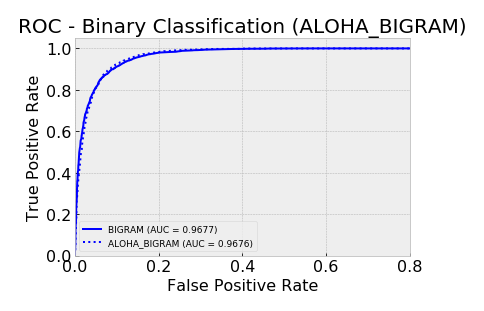 ROC - Binary Classification (ALOHA_BIGRAM)
1.0
0.8
0.6
0.4
0.2
0.0
True Positive Rate
BIGRAM (AUC = 0.9677)
ALOHA_BIGRAM (AUC = 0.9676)
0.0 0.2 0.4 0.6 0.8
False Positive Rate